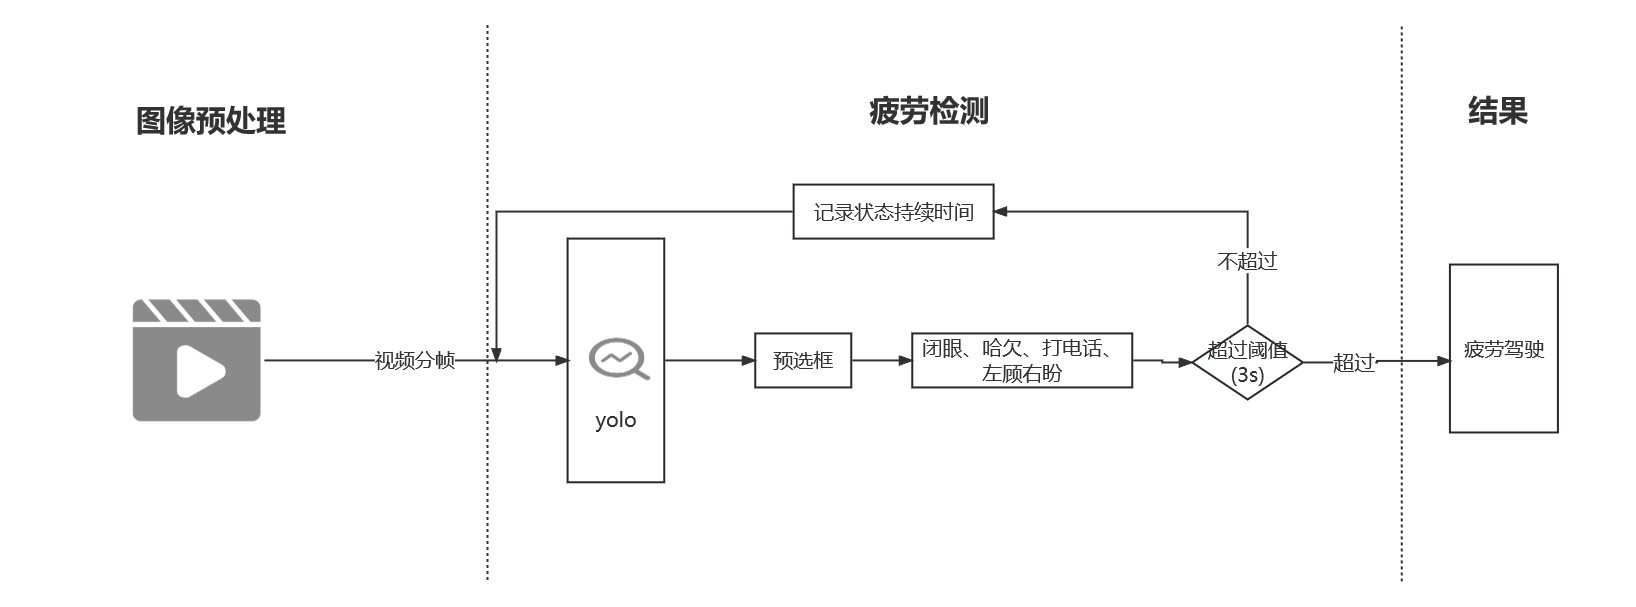 图像预处理
疲劳检测
结果
记录状态持续时间
不超过
视频分帧
yolo
预选框
闭眼、哈欠、打电话、
左顾右盼
超过阈值
(3s)
超过
疲劳驾驶